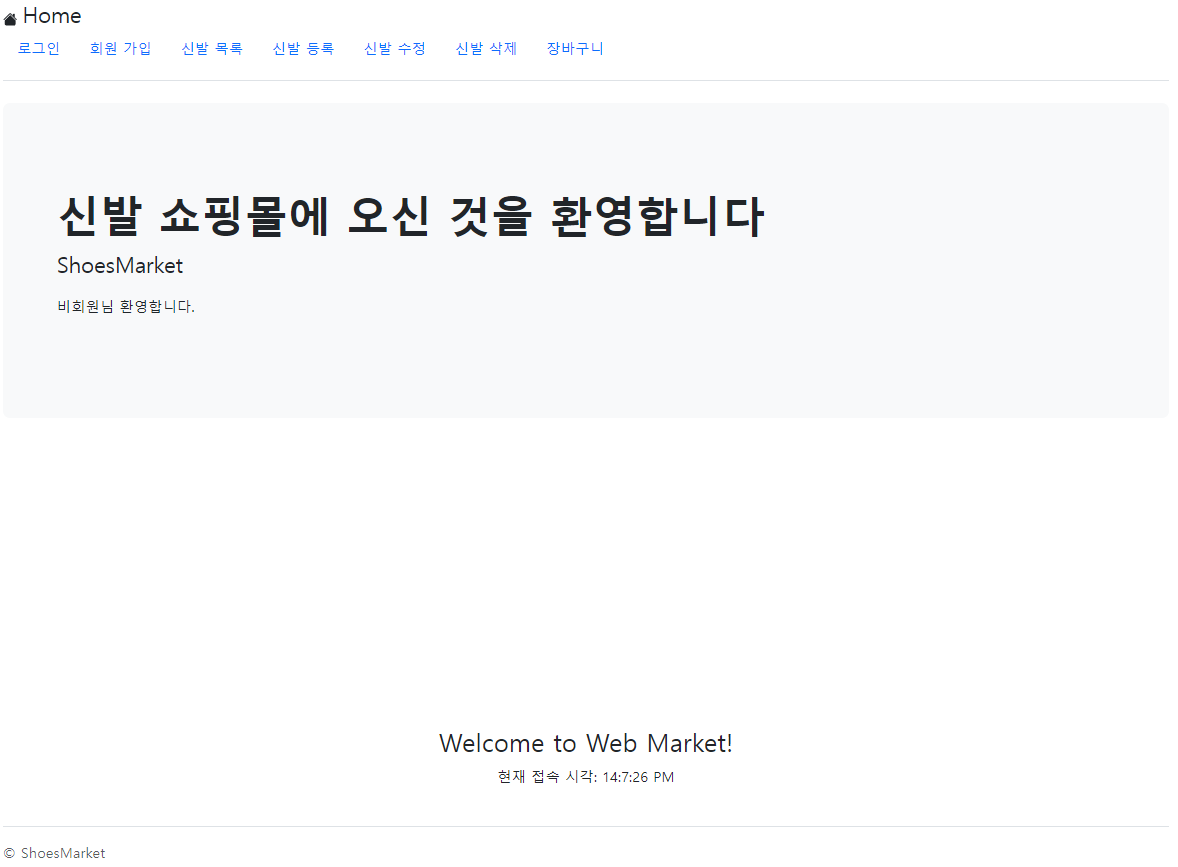 Home
로그인 회원 가입 신발 목록 신발 등록 신발 수정 신발 삭제 장바구니
신발 쇼핑몰에 오신 것을 환영합니다
ShoesMarket
비회원님 환영합니다.
Welcome to Web Market!
현재 접속 시각: 14:7:26 PM
© ShoesMarket